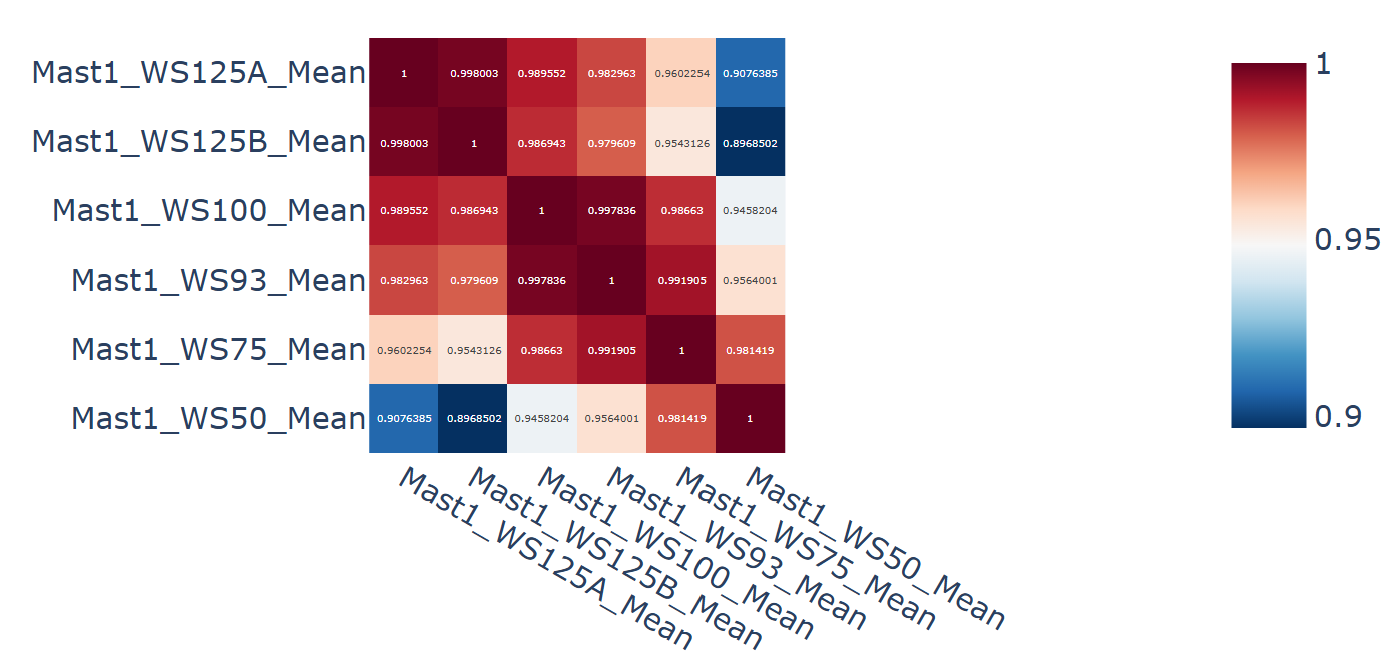 Mast1_WS125A_Mean 1 0.998003 0.989552 0.982963 0.9602254 0.9076385
Mast1_WS125B_Mean 0.998003 1 0.986943 0.979609 0.9543126 0.8968502
Mast1_WS100_Mean 0.989552 0.986943 1 0.997836 0.98663 0.9458204
Mast1_WS93_Mean 0.982963 0.979609 0.997836 1 0.991905 0.9564001
Mast1_WS75_Mean 0.9602254 0.9543126 0.98663 0.991905 1 0.981419
Mast1_WS50_Mean 0.9076385 0.8968502 0.9458204 0.9564001 0.981419 1
Mast1_WS125A_Mean
Mast1_WS125B_Mean
Mast1_WS100_Mean
Mast1_WS93_Mean
Mast1_WS75_Mean
Mast1_WS50_Mean
1
0.95
0.9